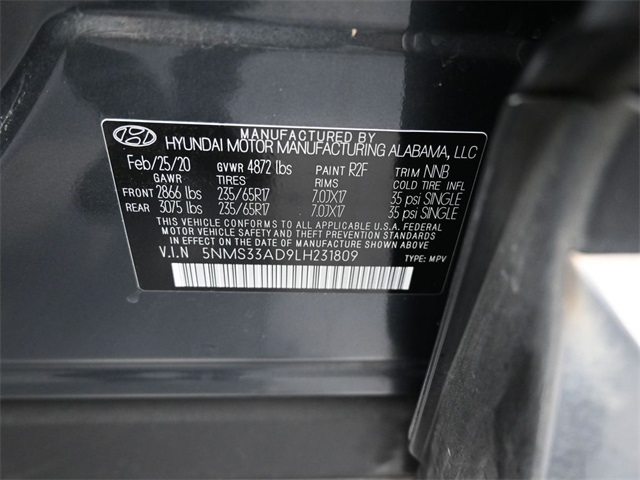 MANUFACTURED BY
HYUNDAI MOTOR MANUFACTURING ALABAMA, LLC
Feb/25/20 GVWR 4872 lbs PAINT R2F TRIM NNB
GAWR TIRES RIMS COLD TIRE INFL
FRONT 2866 lbs 235/65R17 7.0JX17 35 psi SINGLE
REAR 3075 lbs 235/65R17 7.0JX17 35 psi SINGLE
THIS VEHICLE CONFORMS TO ALL APPLICABLE U.S.A FEDERAL
MOTOR VEHICLE SAFETY AND THEFT PREVENTION STANDARDS
IN EFFECT ON THE DATE OF MANUFACTURE SHOWN ABOVE.
V.I.N 5NMS33AD9LH231809 TYPE: MPV